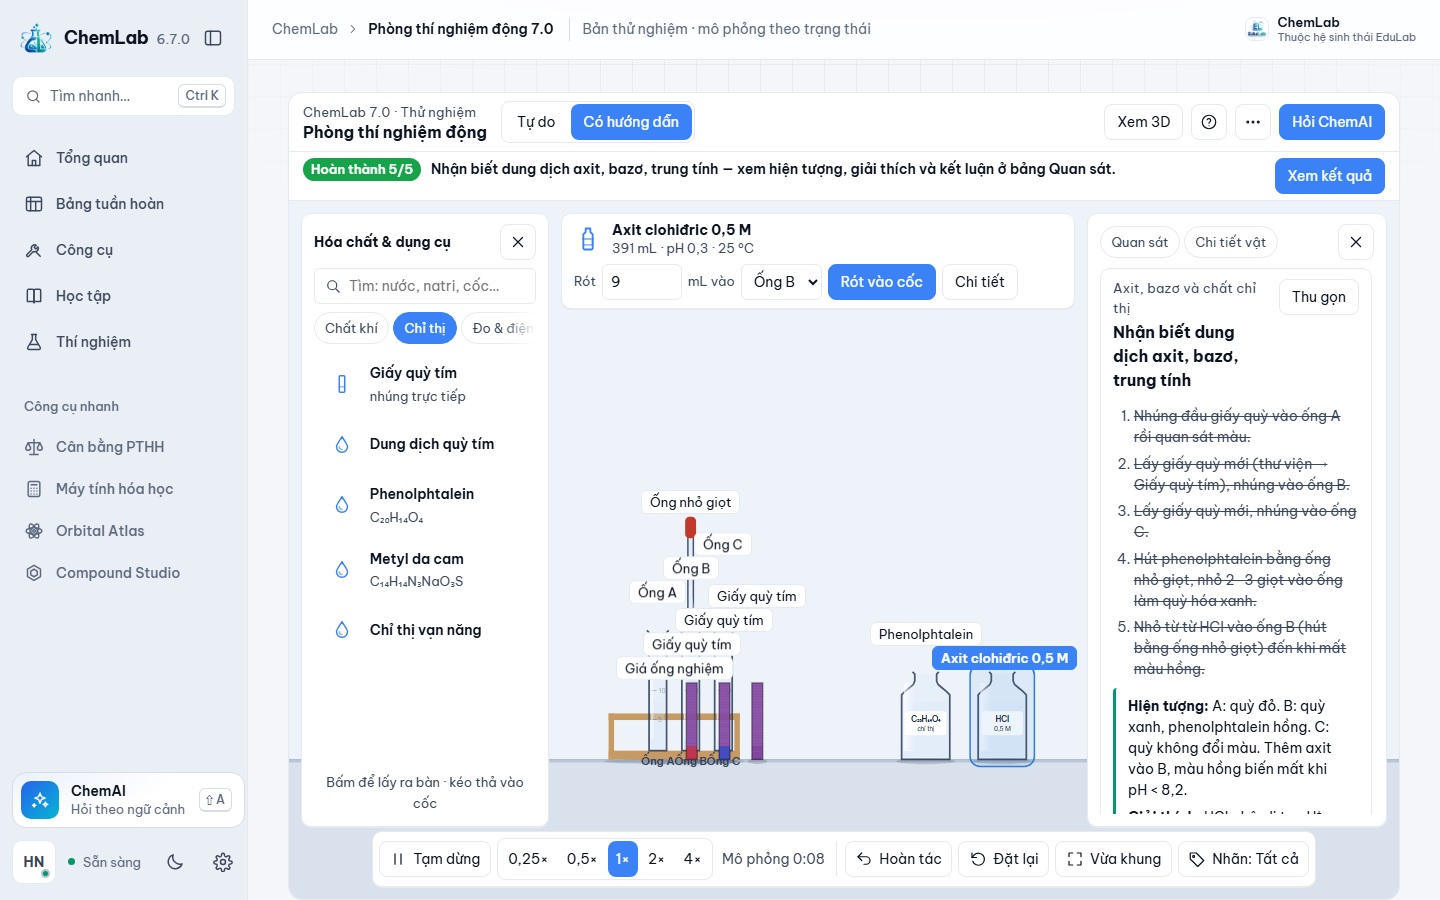 ChemLab 6.7.0
Tìm nhanh... Ctrl K
Tổng quan
Bảng tuần hoàn
Công cụ
Học tập
Thí nghiệm
Công cụ nhanh
Cân bằng PTHH
Máy tính hóa học
Orbital Atlas
Compound Studio
ChemAI
Hỏi theo ngữ cảnh
⇧ A
HN Sẵn sàng
ChemLab > Phòng thí nghiệm động 7.0 Bản thử nghiệm · mô phỏng theo trạng thái
ChemLab
Thuộc hệ sinh thái EduLab
ChemLab 7.0 · Thử nghiệm
Phòng thí nghiệm động
Tự do Có hướng dẫn
Xem 3D
Hỏi ChemAI
Hoàn thành 5/5 Nhận biết dung dịch axit, bazơ, trung tính — xem hiện tượng, giải thích và kết luận ở bảng Quan sát.
Xem kết quả
Hóa chất & dụng cụ
Tìm: nước, natri, cốc...
Chất khí Chỉ thị Đo & điện
Giấy quỳ tím
nhúng trực tiếp
Dung dịch quỳ tím
Phenolphtalein
C₂₀H₁₄O₄
Metyl da cam
C₁₄H₁₄N₃NaO₃S
Chỉ thị vạn năng
Bấm để lấy ra bàn · kéo thả vào
cốc
Axit clohiđric 0,5 M
391 mL · pH 0,3 · 25 °C
Rót 9 mL vào Ống B Rót vào cốc Chi tiết
Ống nhỏ giọt
Ống C
Ống B
Ống A
Giấy quỳ tím
Giấy quỳ tím
Giấy quỳ tím
Giá ống nghiệm
Phenolphtalein
Axit clohiđric 0,5 M
C₂₀H₁₄O₄
chỉ thị
HCl
0,5 M
Ống A Ống B Ống C
Quan sát Chi tiết vật
Axit, bazơ và chất chỉ
thị
Thu gọn
Nhận biết dung
dịch axit, bazơ,
trung tính
1. Nhúng đầu giấy quỳ vào ống A
rồi quan sát màu.
2. Lấy giấy quỳ mới (thư viện →
Giấy quỳ tím), nhúng vào ống B.
3. Lấy giấy quỳ mới, nhúng vào ống
C.
4. Hút phenolphtalein bằng ống
nhỏ giọt, nhỏ 2–3 giọt vào ống
làm quỳ hóa xanh.
5. Nhỏ từ từ HCl vào ống B (hút
bằng ống nhỏ giọt) đến khi mất
màu hồng.
Hiện tượng: A: quỳ đỏ. B: quỳ
xanh, phenolphtalein hồng. C:
quỳ không đổi màu. Thêm axit
vào B, màu hồng biến mất khi
pH < 8,2.
Tạm dừng 0,25× 0,5× 1× 2× 4× Mô phỏng 0:08 Hoàn tác Đặt lại Vừa khung Nhãn: Tất cả